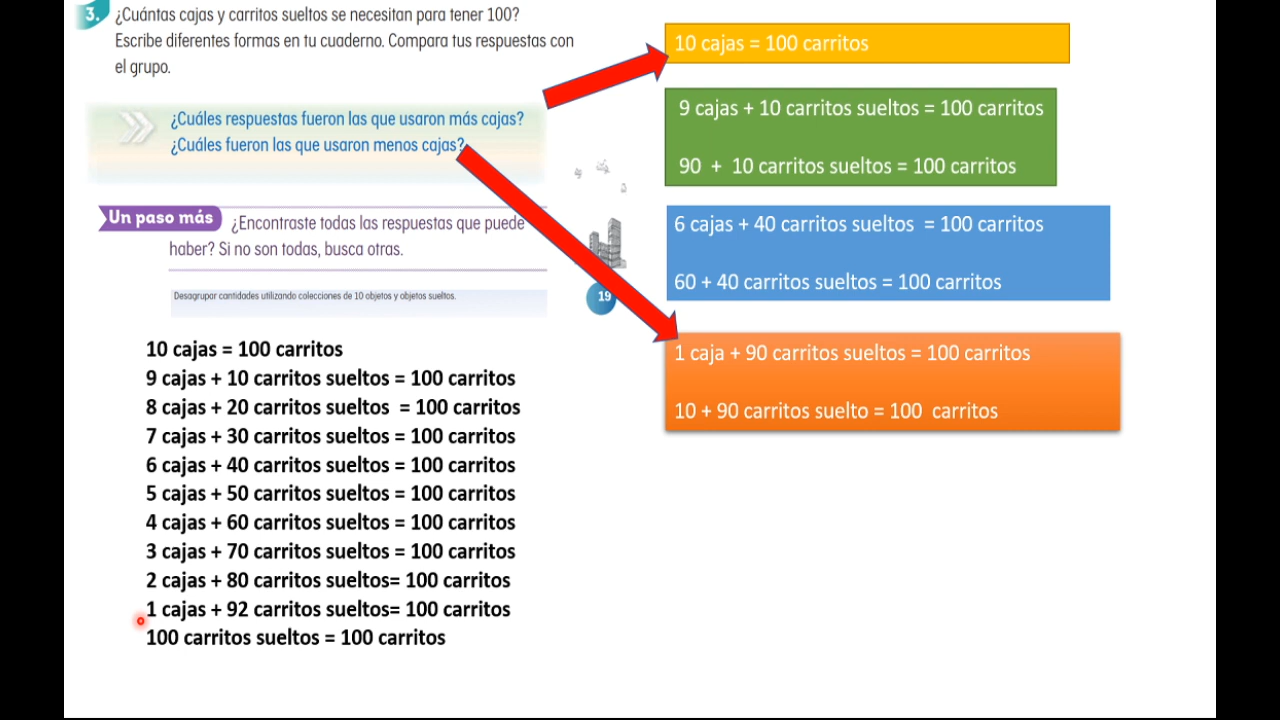 3. ¿Cuántas cajas y carritos sueltos se necesitan para tener 100?
Escribe diferentes formas en tu cuaderno. Compara tus respuestas con
el grupo.
¿Cuáles respuestas fueron las que usaron más cajas?
¿Cuáles fueron las que usaron menos cajas?
Un paso más ¿Encontraste todas las respuestas que puede
haber? Si no son todas, busca otras.
Desagrupar cantidades utilizando colecciones de 10 objetos y objetos sueltos.
19
10 cajas = 100 carritos
9 cajas + 10 carritos sueltos = 100 carritos
8 cajas + 20 carritos sueltos = 100 carritos
7 cajas + 30 carritos sueltos = 100 carritos
6 cajas + 40 carritos sueltos = 100 carritos
5 cajas + 50 carritos sueltos = 100 carritos
4 cajas + 60 carritos sueltos = 100 carritos
3 cajas + 70 carritos sueltos = 100 carritos
2 cajas + 80 carritos sueltos= 100 carritos
1 cajas + 92 carritos sueltos= 100 carritos
100 carritos sueltos = 100 carritos
10 cajas = 100 carritos
9 cajas + 10 carritos sueltos = 100 carritos
90 + 10 carritos sueltos = 100 carritos
6 cajas + 40 carritos sueltos = 100 carritos
60 + 40 carritos sueltos = 100 carritos
1 caja + 90 carritos sueltos = 100 carritos
10 + 90 carritos suelto = 100 carritos